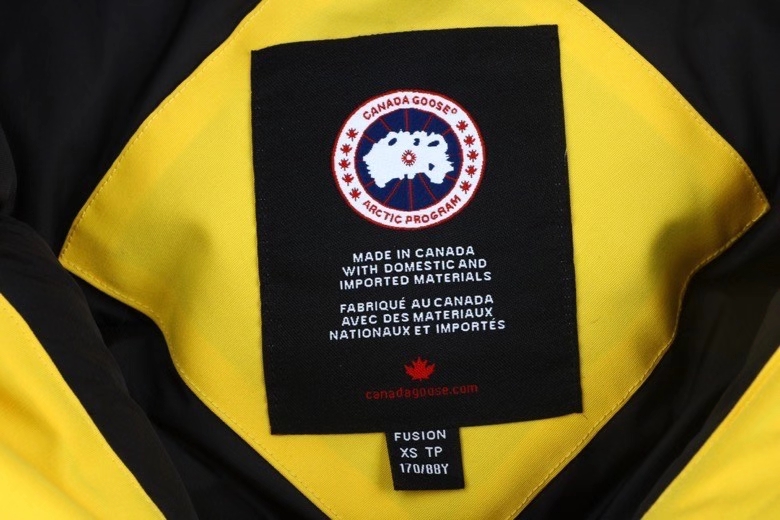 CANADA GOOSE®
ARCTIC PROGRAM
MADE IN CANADA
WITH DOMESTIC AND
IMPORTED MATERIALS
FABRIQUÉ AU CANADA
AVEC DES MATERIAUX
NATIONAUX ET IMPORTÉS
canadagoose.com
FUSION
XS TP
170/88Y